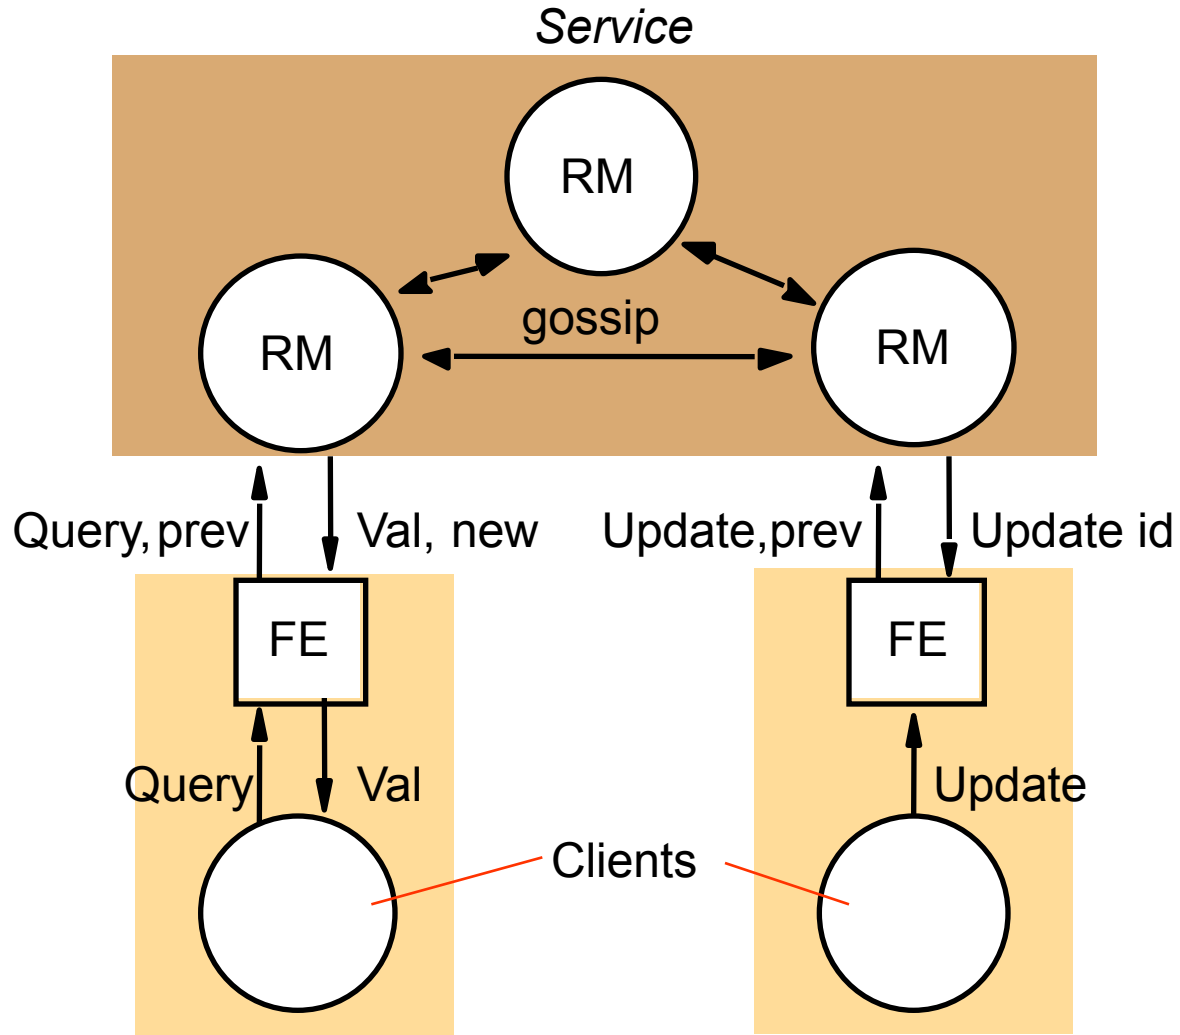 Service
RM
gossip
RM
RM
Query, prev
Val, new
Update,prev
Update id
FE
FE
Query
Val
Update
Clients